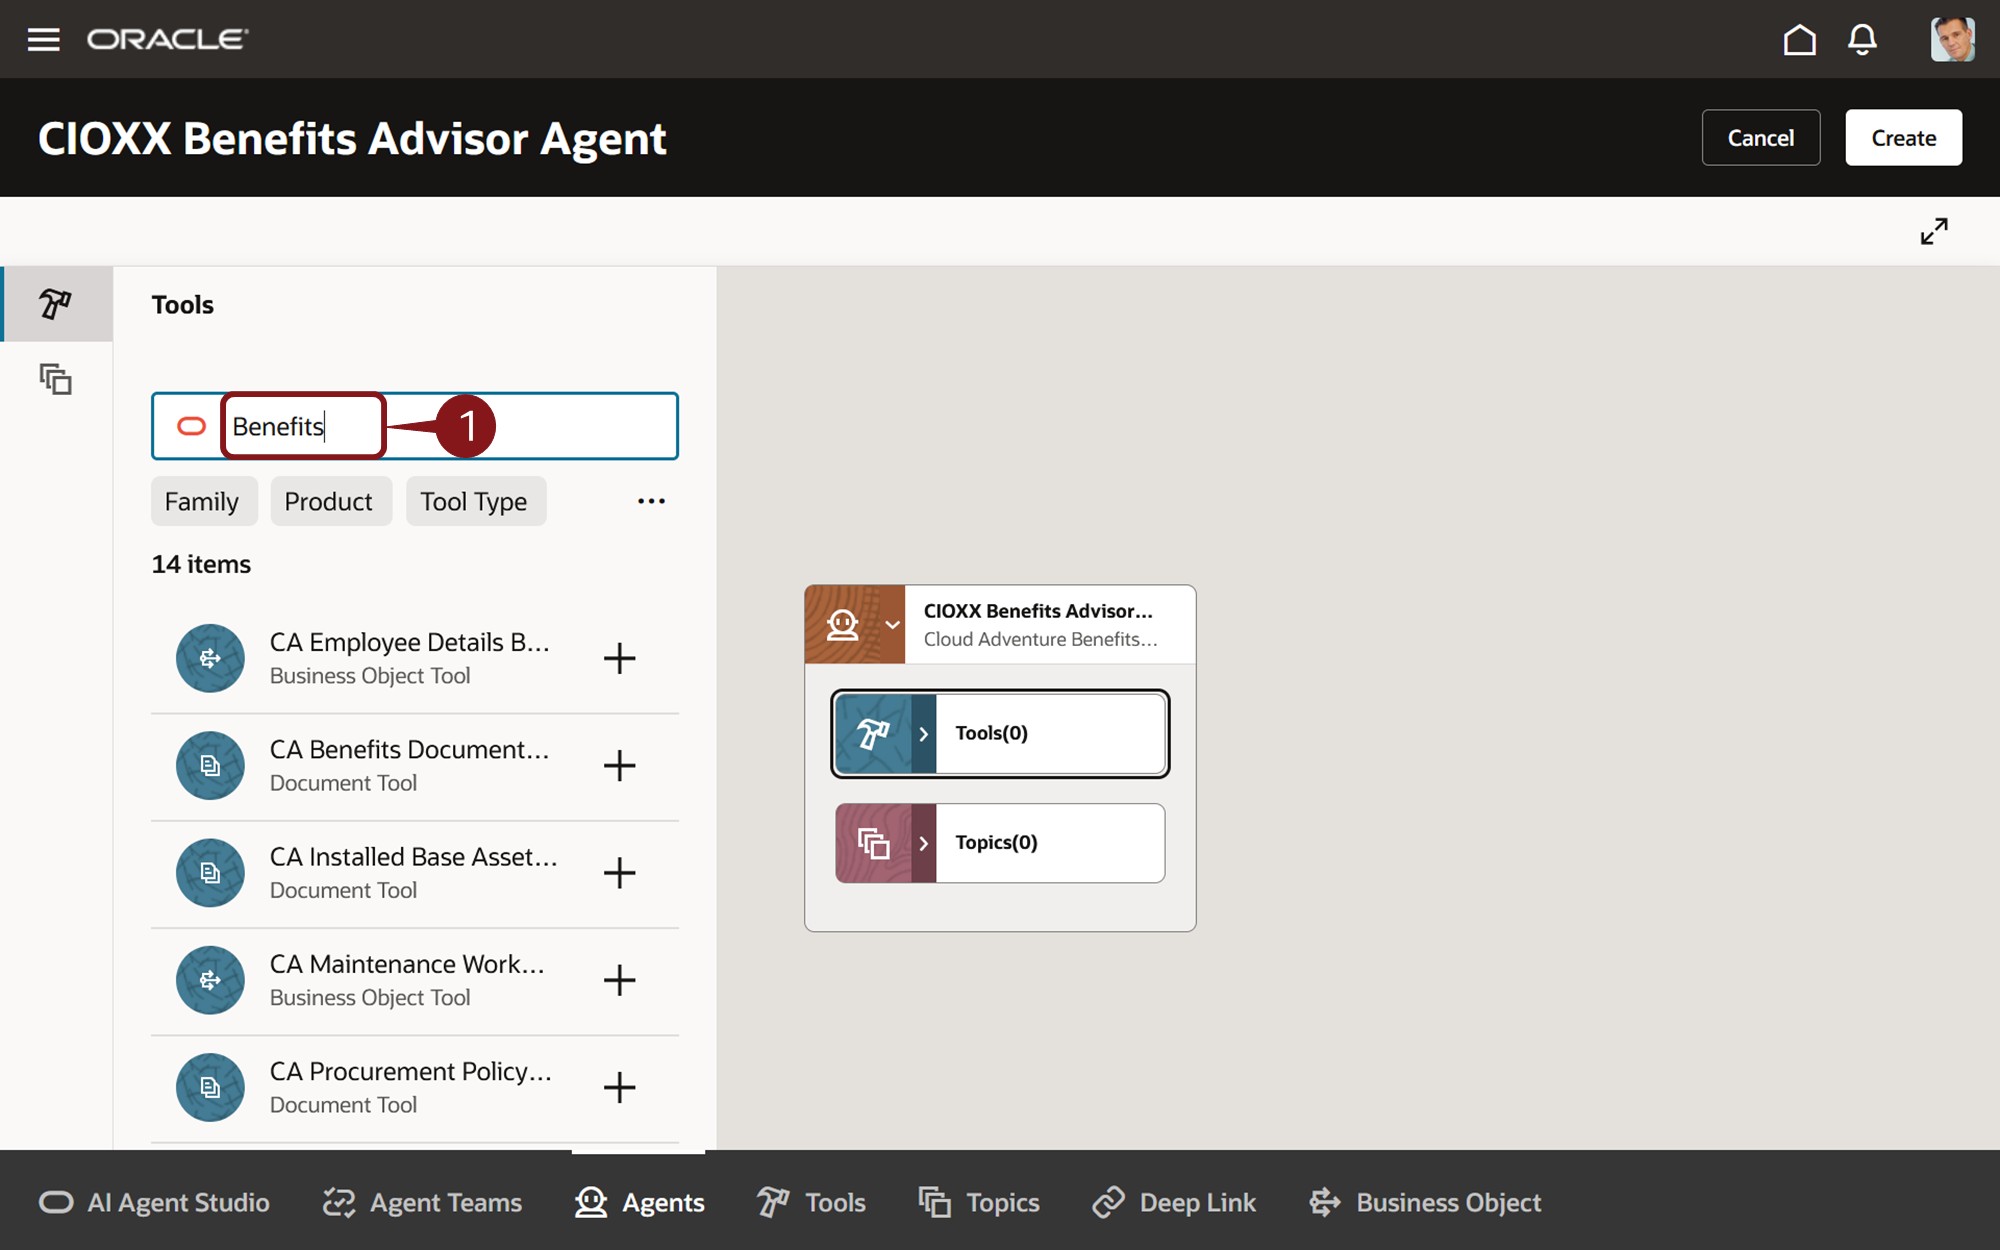 ORACLE
CIOXX Benefits Advisor Agent
Cancel
Create
Tools
Benefits
1
Family
Product
Tool Type
...
14 items
CA Employee Details B...
Business Object Tool
CA Benefits Document...
Document Tool
CA Installed Base Asset...
Document Tool
CA Maintenance Work...
Business Object Tool
CA Procurement Policy...
Document Tool
CIOXX Benefits Advisor...
Cloud Adventure Benefits...
Tools(0)
Topics(0)
AI Agent Studio
Agent Teams
Agents
Tools
Topics
Deep Link
Business Object